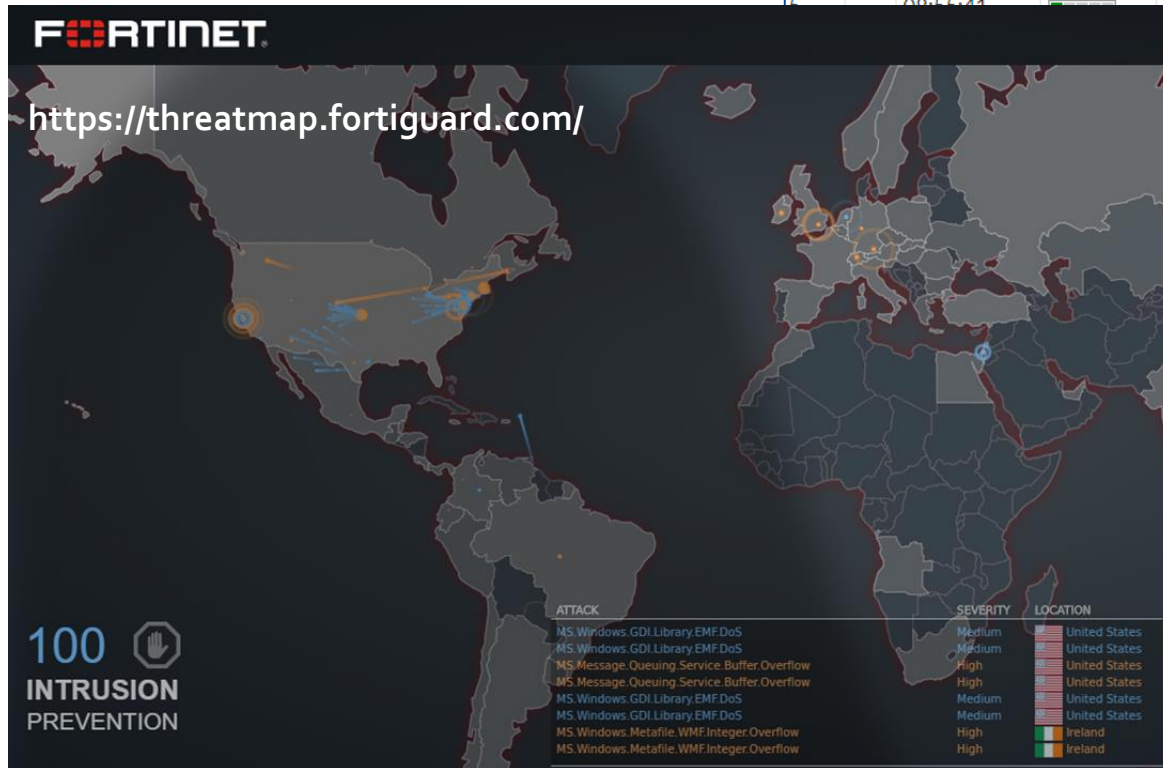 08:55:41
FORTINET
https://threatmap.fortiguard.com/
100
INTRUSION
PREVENTION
ATTACK SEVERITY LOCATION
MS.Windows.GDI.Library.EMF.DoS Medium United States
MS.Windows.GDI.Library.EMF.DoS Medium United States
MS.Message.Queuing.Service.Buffer.Overflow High United States
MS.Message.Queuing.Service.Buffer.Overflow High United States
MS.Windows.GDI.Library.EMF.DoS Medium United States
MS.Windows.GDI.Library.EMF.DoS Medium United States
MS.Windows.Metafile.WMF.Integer.Overflow High Ireland
MS.Windows.Metafile.WMF.Integer.Overflow High Ireland